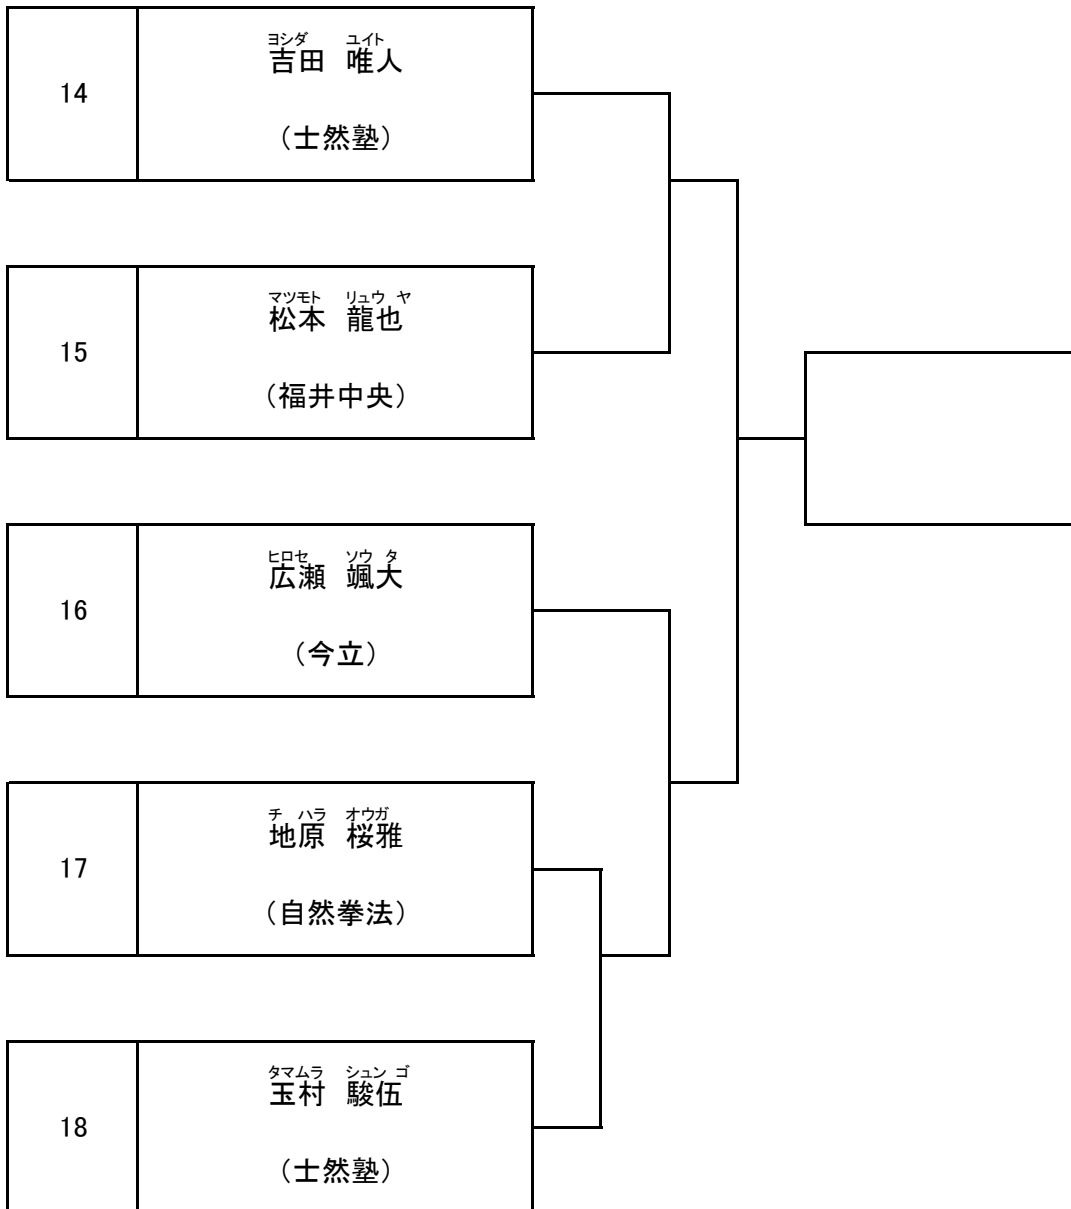 14
ヨシダ ユイト
吉田 唯人
（士然塾）
15
マツモト リュウ ヤ
松本 龍也
（福井中央）
16
ヒロセ ソウ タ
広瀬 颯大
（今立）
17
チ ハラ オウガ
地原 桜雅
（自然拳法）
18
タマムラ シュン ゴ
玉村 駿伍
（士然塾）